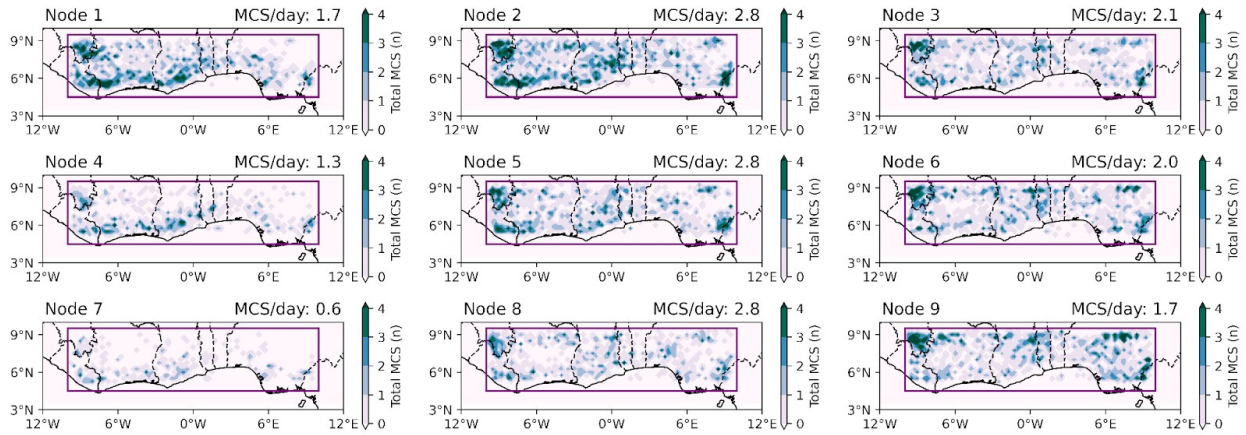 Node 1 MCS/day: 1.7
9°N
6°N
3°N
12°W 6°W 0°W 6°E 12°E
4
3
2
1
0
Total MCS (n)
Node 2 MCS/day: 2.8
9°N
6°N
3°N
12°W 6°W 0°W 6°E 12°E
4
3
2
1
0
Total MCS (n)
Node 3 MCS/day: 2.1
9°N
6°N
3°N
12°W 6°W 0°W 6°E 12°E
4
3
2
1
0
Total MCS (n)
Node 4 MCS/day: 1.3
9°N
6°N
3°N
12°W 6°W 0°W 6°E 12°E
4
3
2
1
0
Total MCS (n)
Node 5 MCS/day: 2.8
9°N
6°N
3°N
12°W 6°W 0°W 6°E 12°E
4
3
2
1
0
Total MCS (n)
Node 6 MCS/day: 2.0
9°N
6°N
3°N
12°W 6°W 0°W 6°E 12°E
4
3
2
1
0
Total MCS (n)
Node 7 MCS/day: 0.6
9°N
6°N
3°N
12°W 6°W 0°W 6°E 12°E
4
3
2
1
0
Total MCS (n)
Node 8 MCS/day: 2.8
9°N
6°N
3°N
12°W 6°W 0°W 6°E 12°E
4
3
2
1
0
Total MCS (n)
Node 9 MCS/day: 1.7
9°N
6°N
3°N
12°W 6°W 0°W 6°E 12°E
4
3
2
1
0
Total MCS (n)